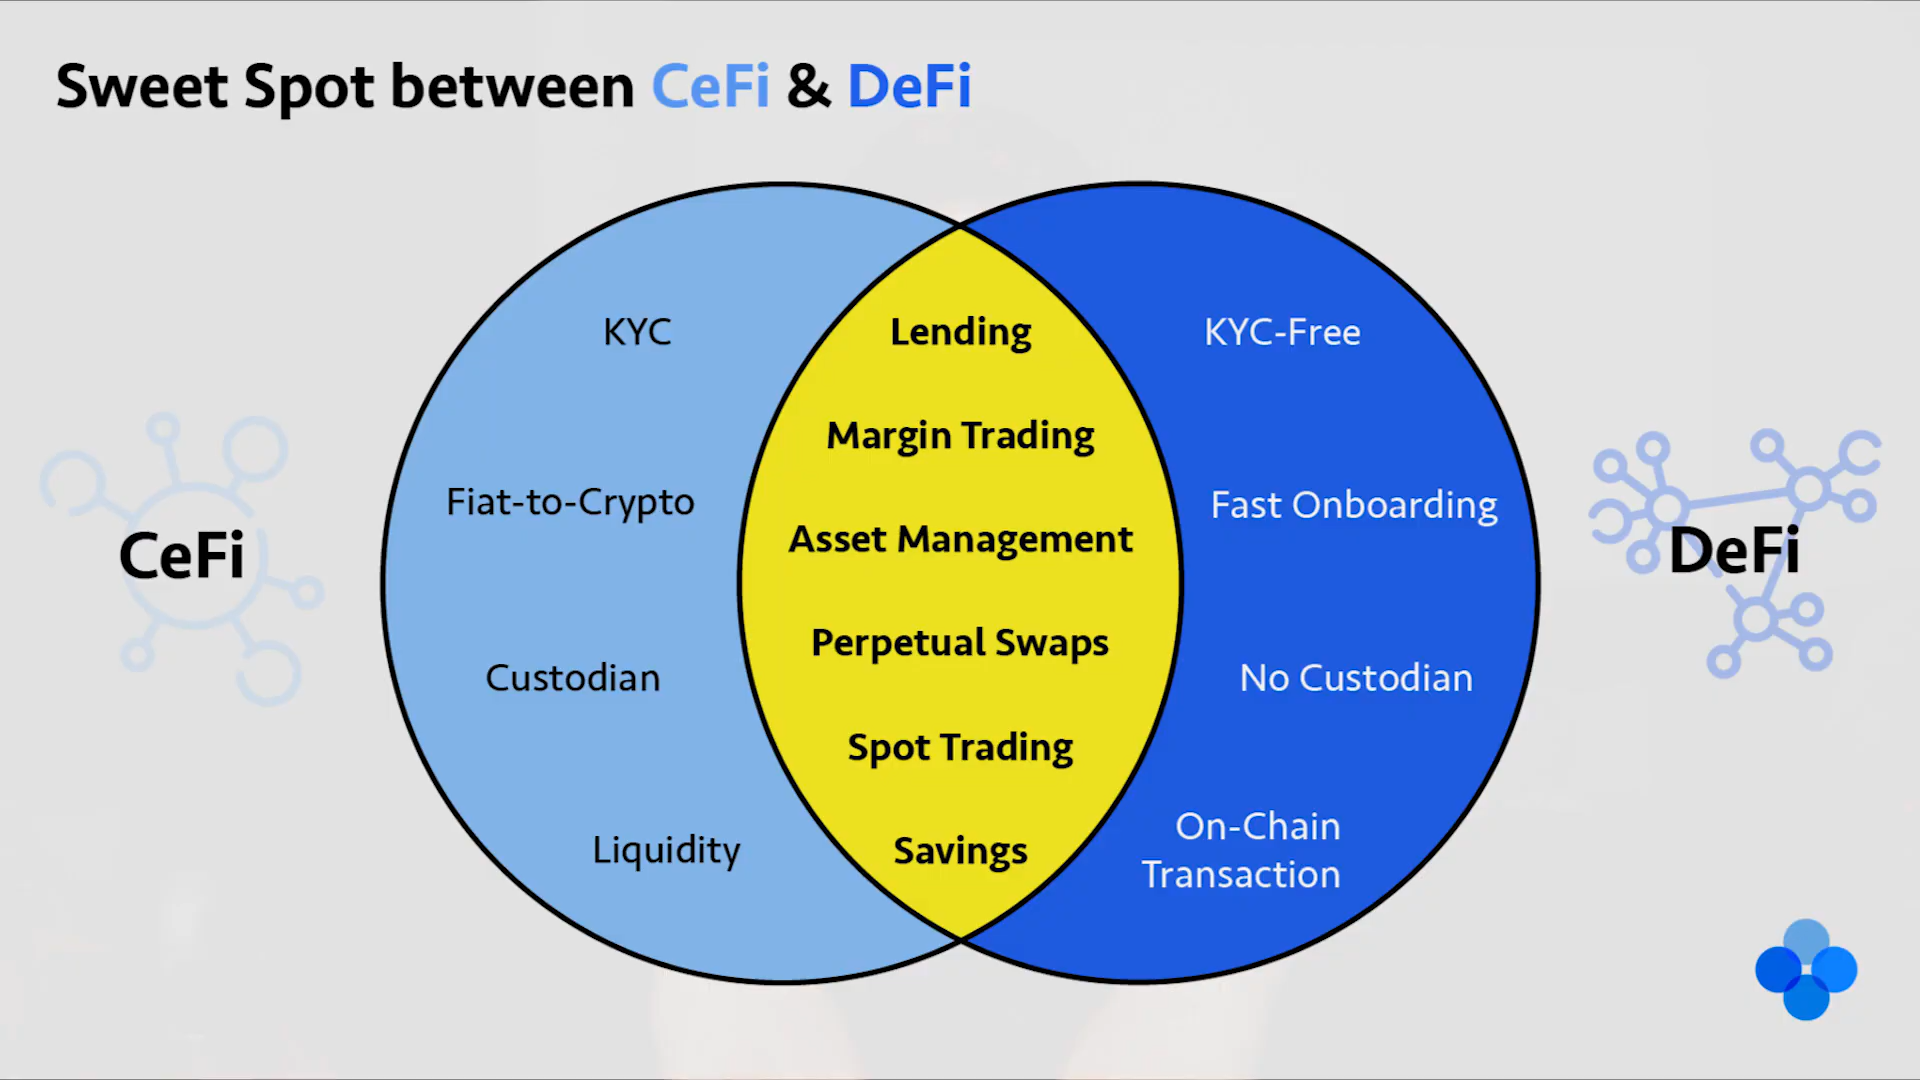 Sweet Spot between CeFi & DeFi
CeFi
KYC
Fiat-to-Crypto
Custodian
Liquidity
Lending
Margin Trading
Asset Management
Perpetual Swaps
Spot Trading
Savings
KYC-Free
Fast Onboarding
No Custodian
On-Chain
Transaction
DeFi